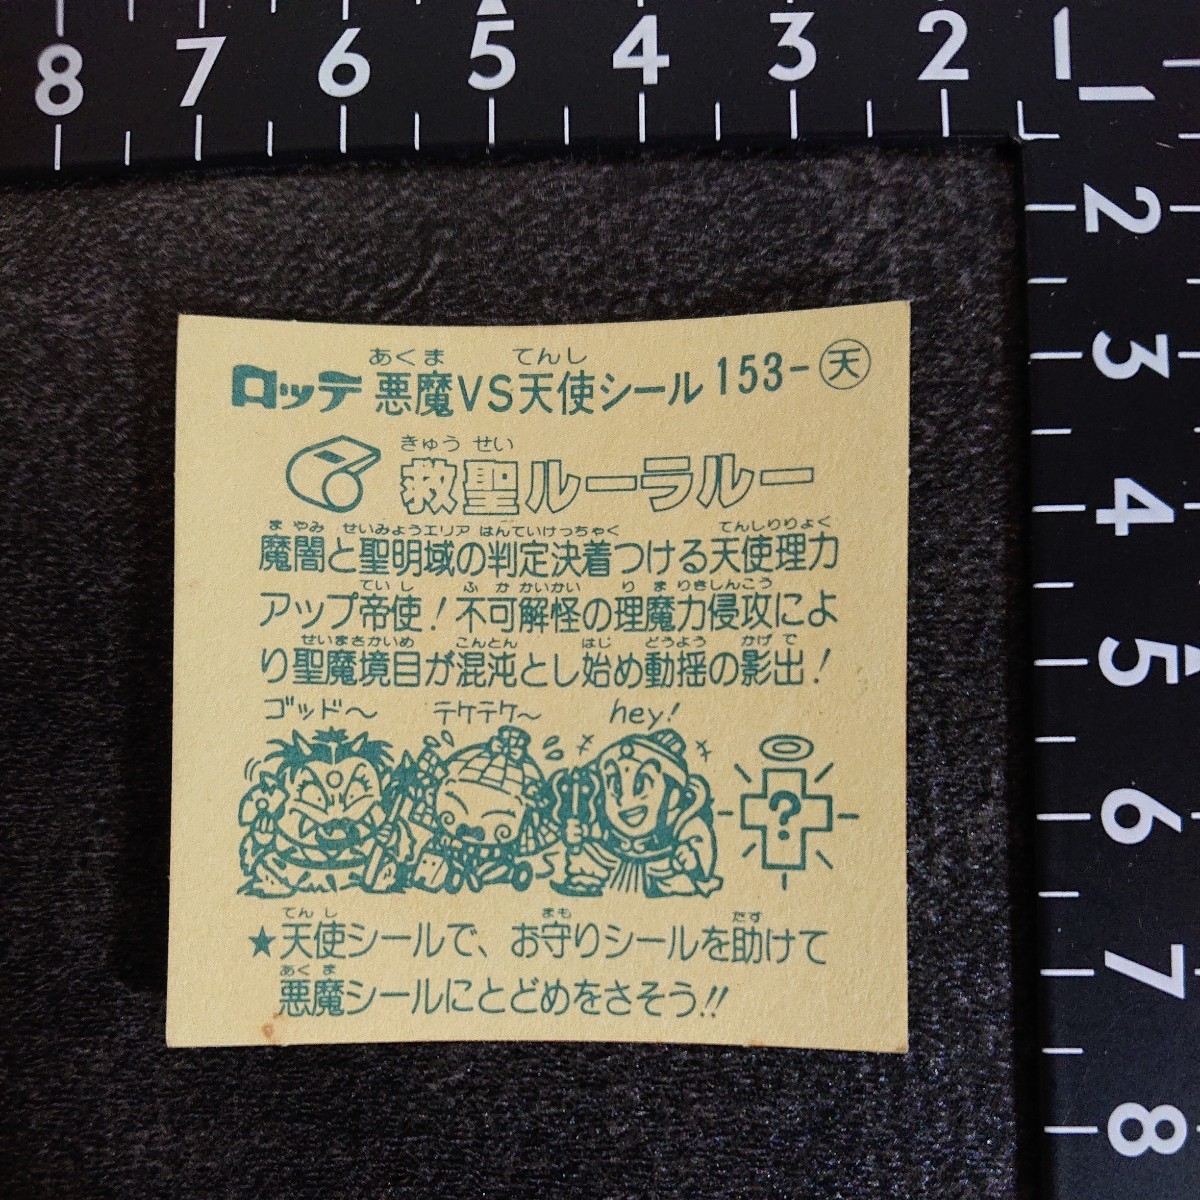 8 7 6 5 4 3 2 1
1
2
3
4
5
6
7
8
あくま てんし
ロッテ 悪魔VS天使シール 153-天
きゅう せい
救聖ルーラルー
ま やみ せいみょうエリア はんていけっちゃく てんしりりょく
魔闇と聖明域の判定決着つける天使理力
ていし ふ か かいかい り ま りきしんこう
アップ帝使！不可解怪の理魔力侵攻によ
せいまさかいめ こんとん はじ どうよう かげ で
り聖魔境目が混沌とし始め動揺の影出！
ゴッド〜 テケテケ〜 hey!
?
てんし まも たす
★天使シールで、お守りシールを助けて
あく ま
悪魔シールにとどめをさそう!!